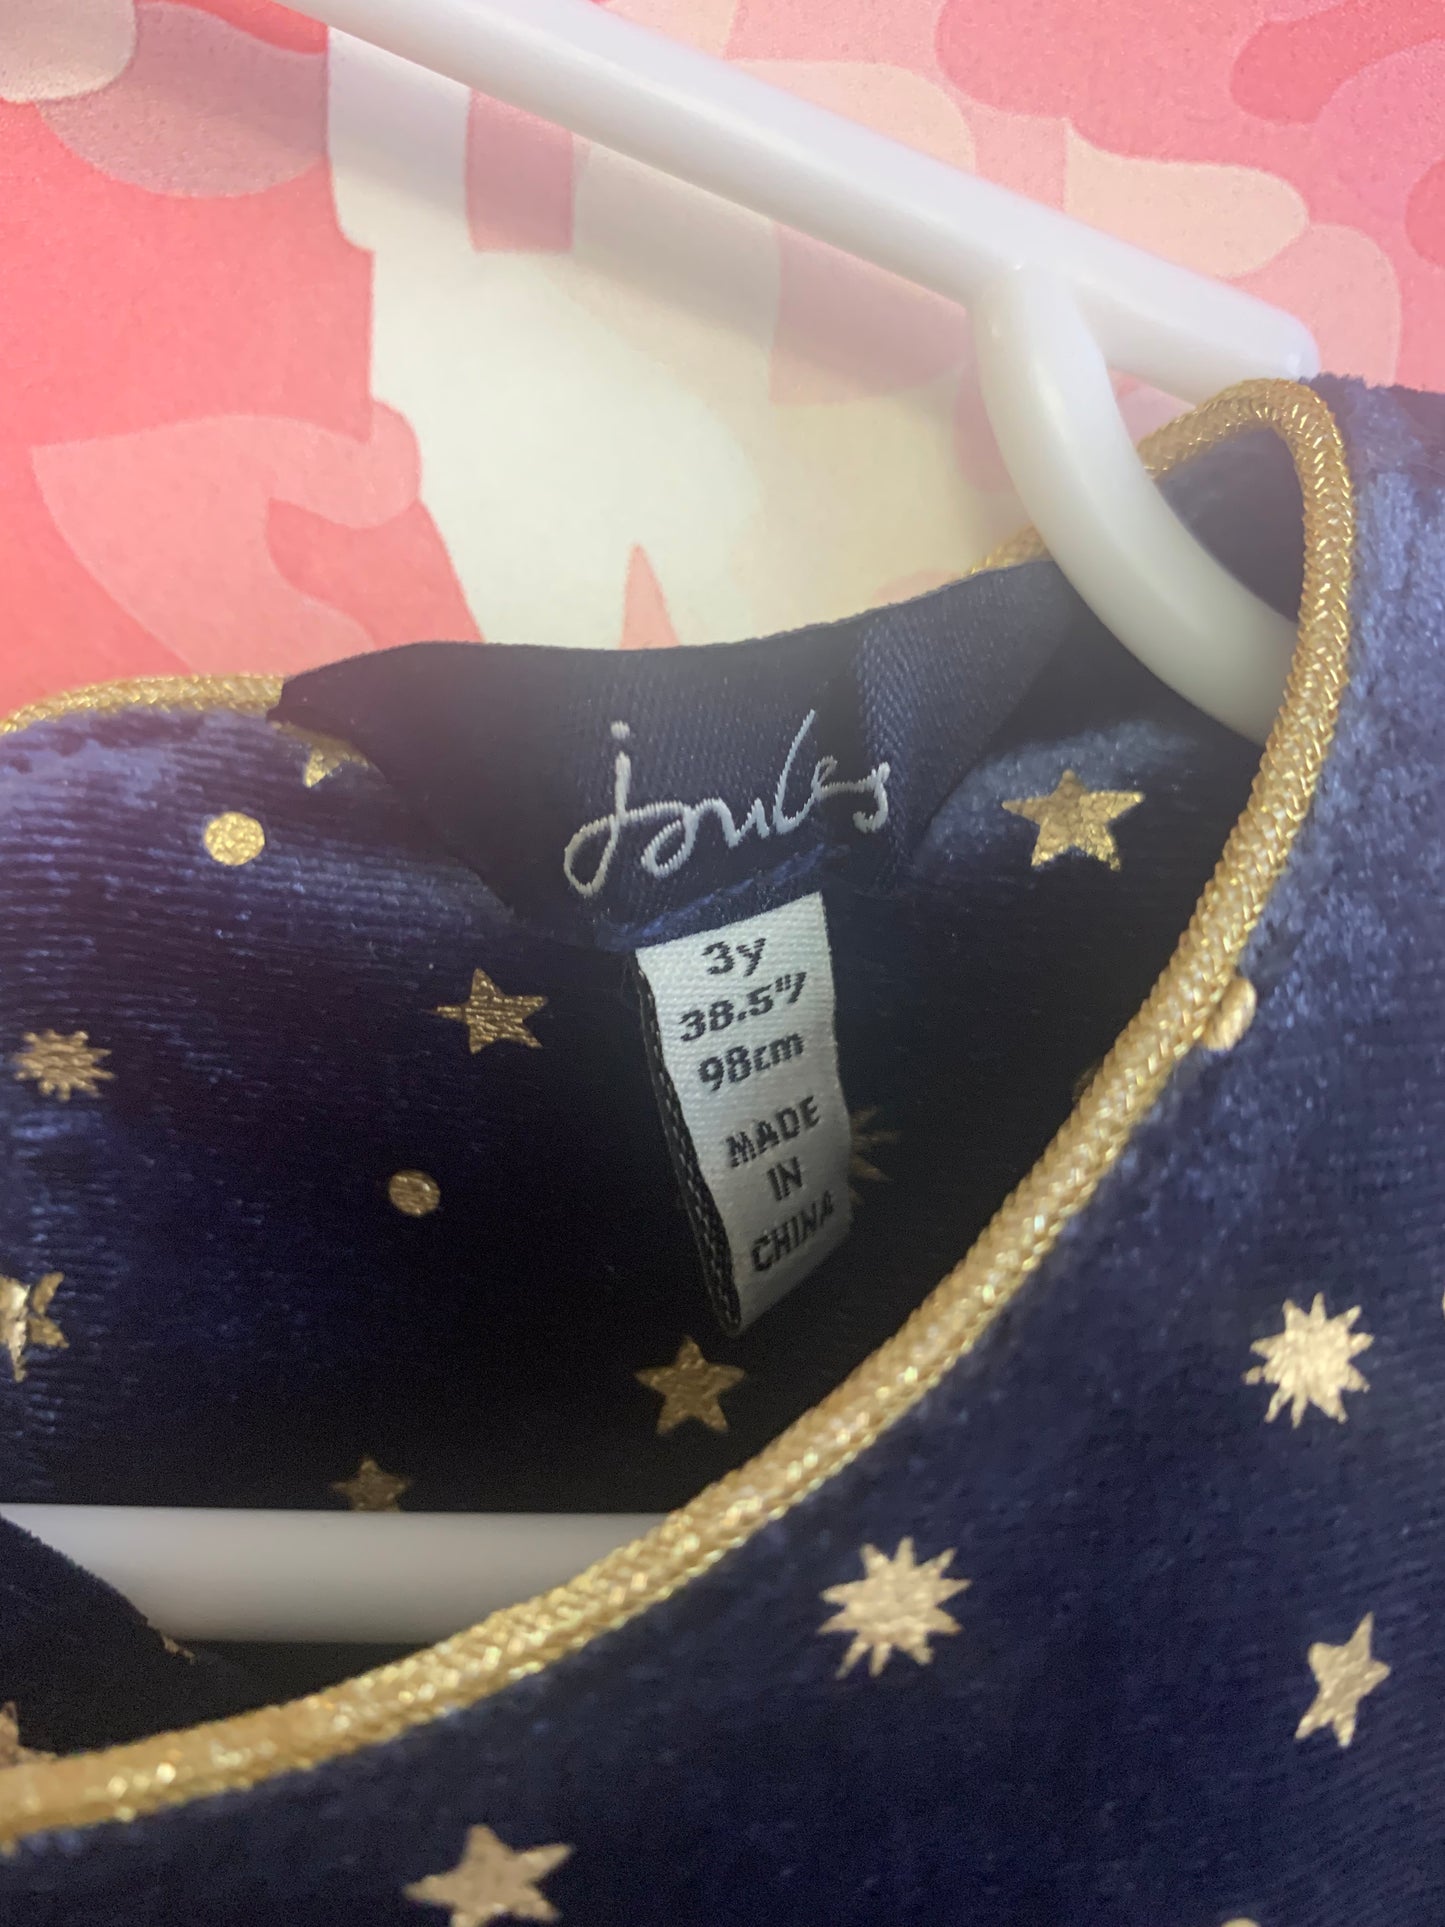 joules
3y
38.5"/
98cm
MADE
IN
CHINA